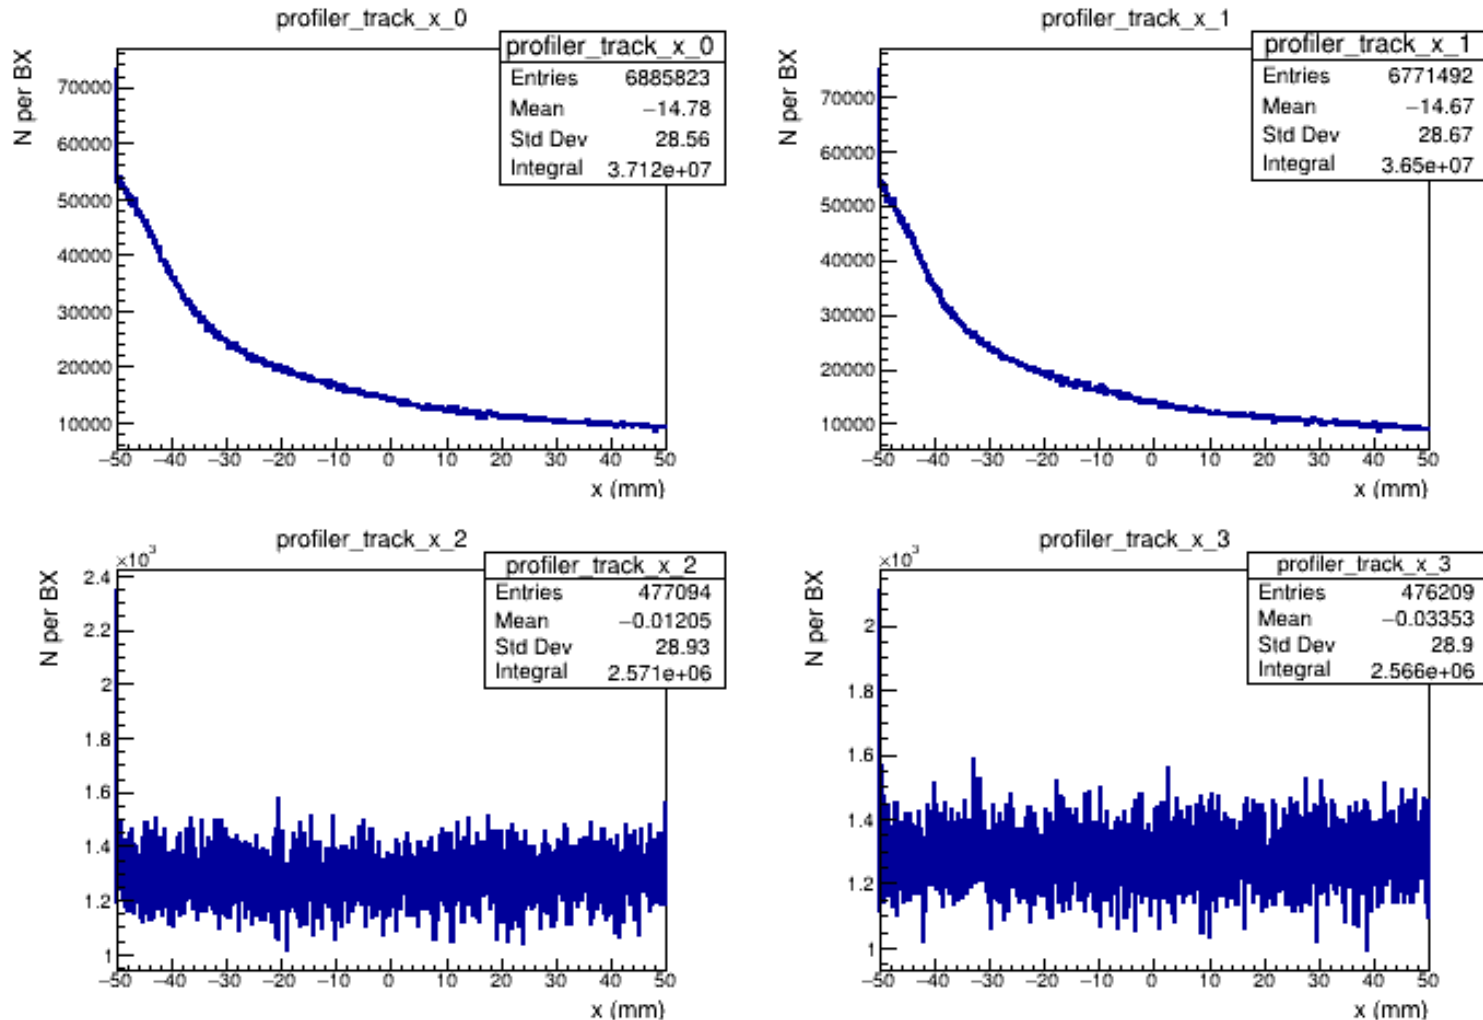 profiler_track_x_0
N per BX
profiler_track_x_0
Entries 6885823
Mean −14.78
Std Dev 28.56
Integral 3.712e+07
70000
60000
50000
40000
30000
20000
10000
−50 −40 −30 −20 −10 0 10 20 30 40 50
x (mm)
profiler_track_x_1
N per BX
profiler_track_x_1
Entries 6771492
Mean −14.67
Std Dev 28.67
Integral 3.65e+07
70000
60000
50000
40000
30000
20000
10000
−50 −40 −30 −20 −10 0 10 20 30 40 50
x (mm)
profiler_track_x_2
×10³
N per BX
profiler_track_x_2
Entries 477094
Mean −0.01205
Std Dev 28.93
Integral 2.571e+06
2.4
2.2
2
1.8
1.6
1.4
1.2
1
−50 −40 −30 −20 −10 0 10 20 30 40 50
x (mm)
profiler_track_x_3
×10³
N per BX
profiler_track_x_3
Entries 476209
Mean −0.03353
Std Dev 28.9
Integral 2.566e+06
2
1.8
1.6
1.4
1.2
1
−50 −40 −30 −20 −10 0 10 20 30 40 50
x (mm)